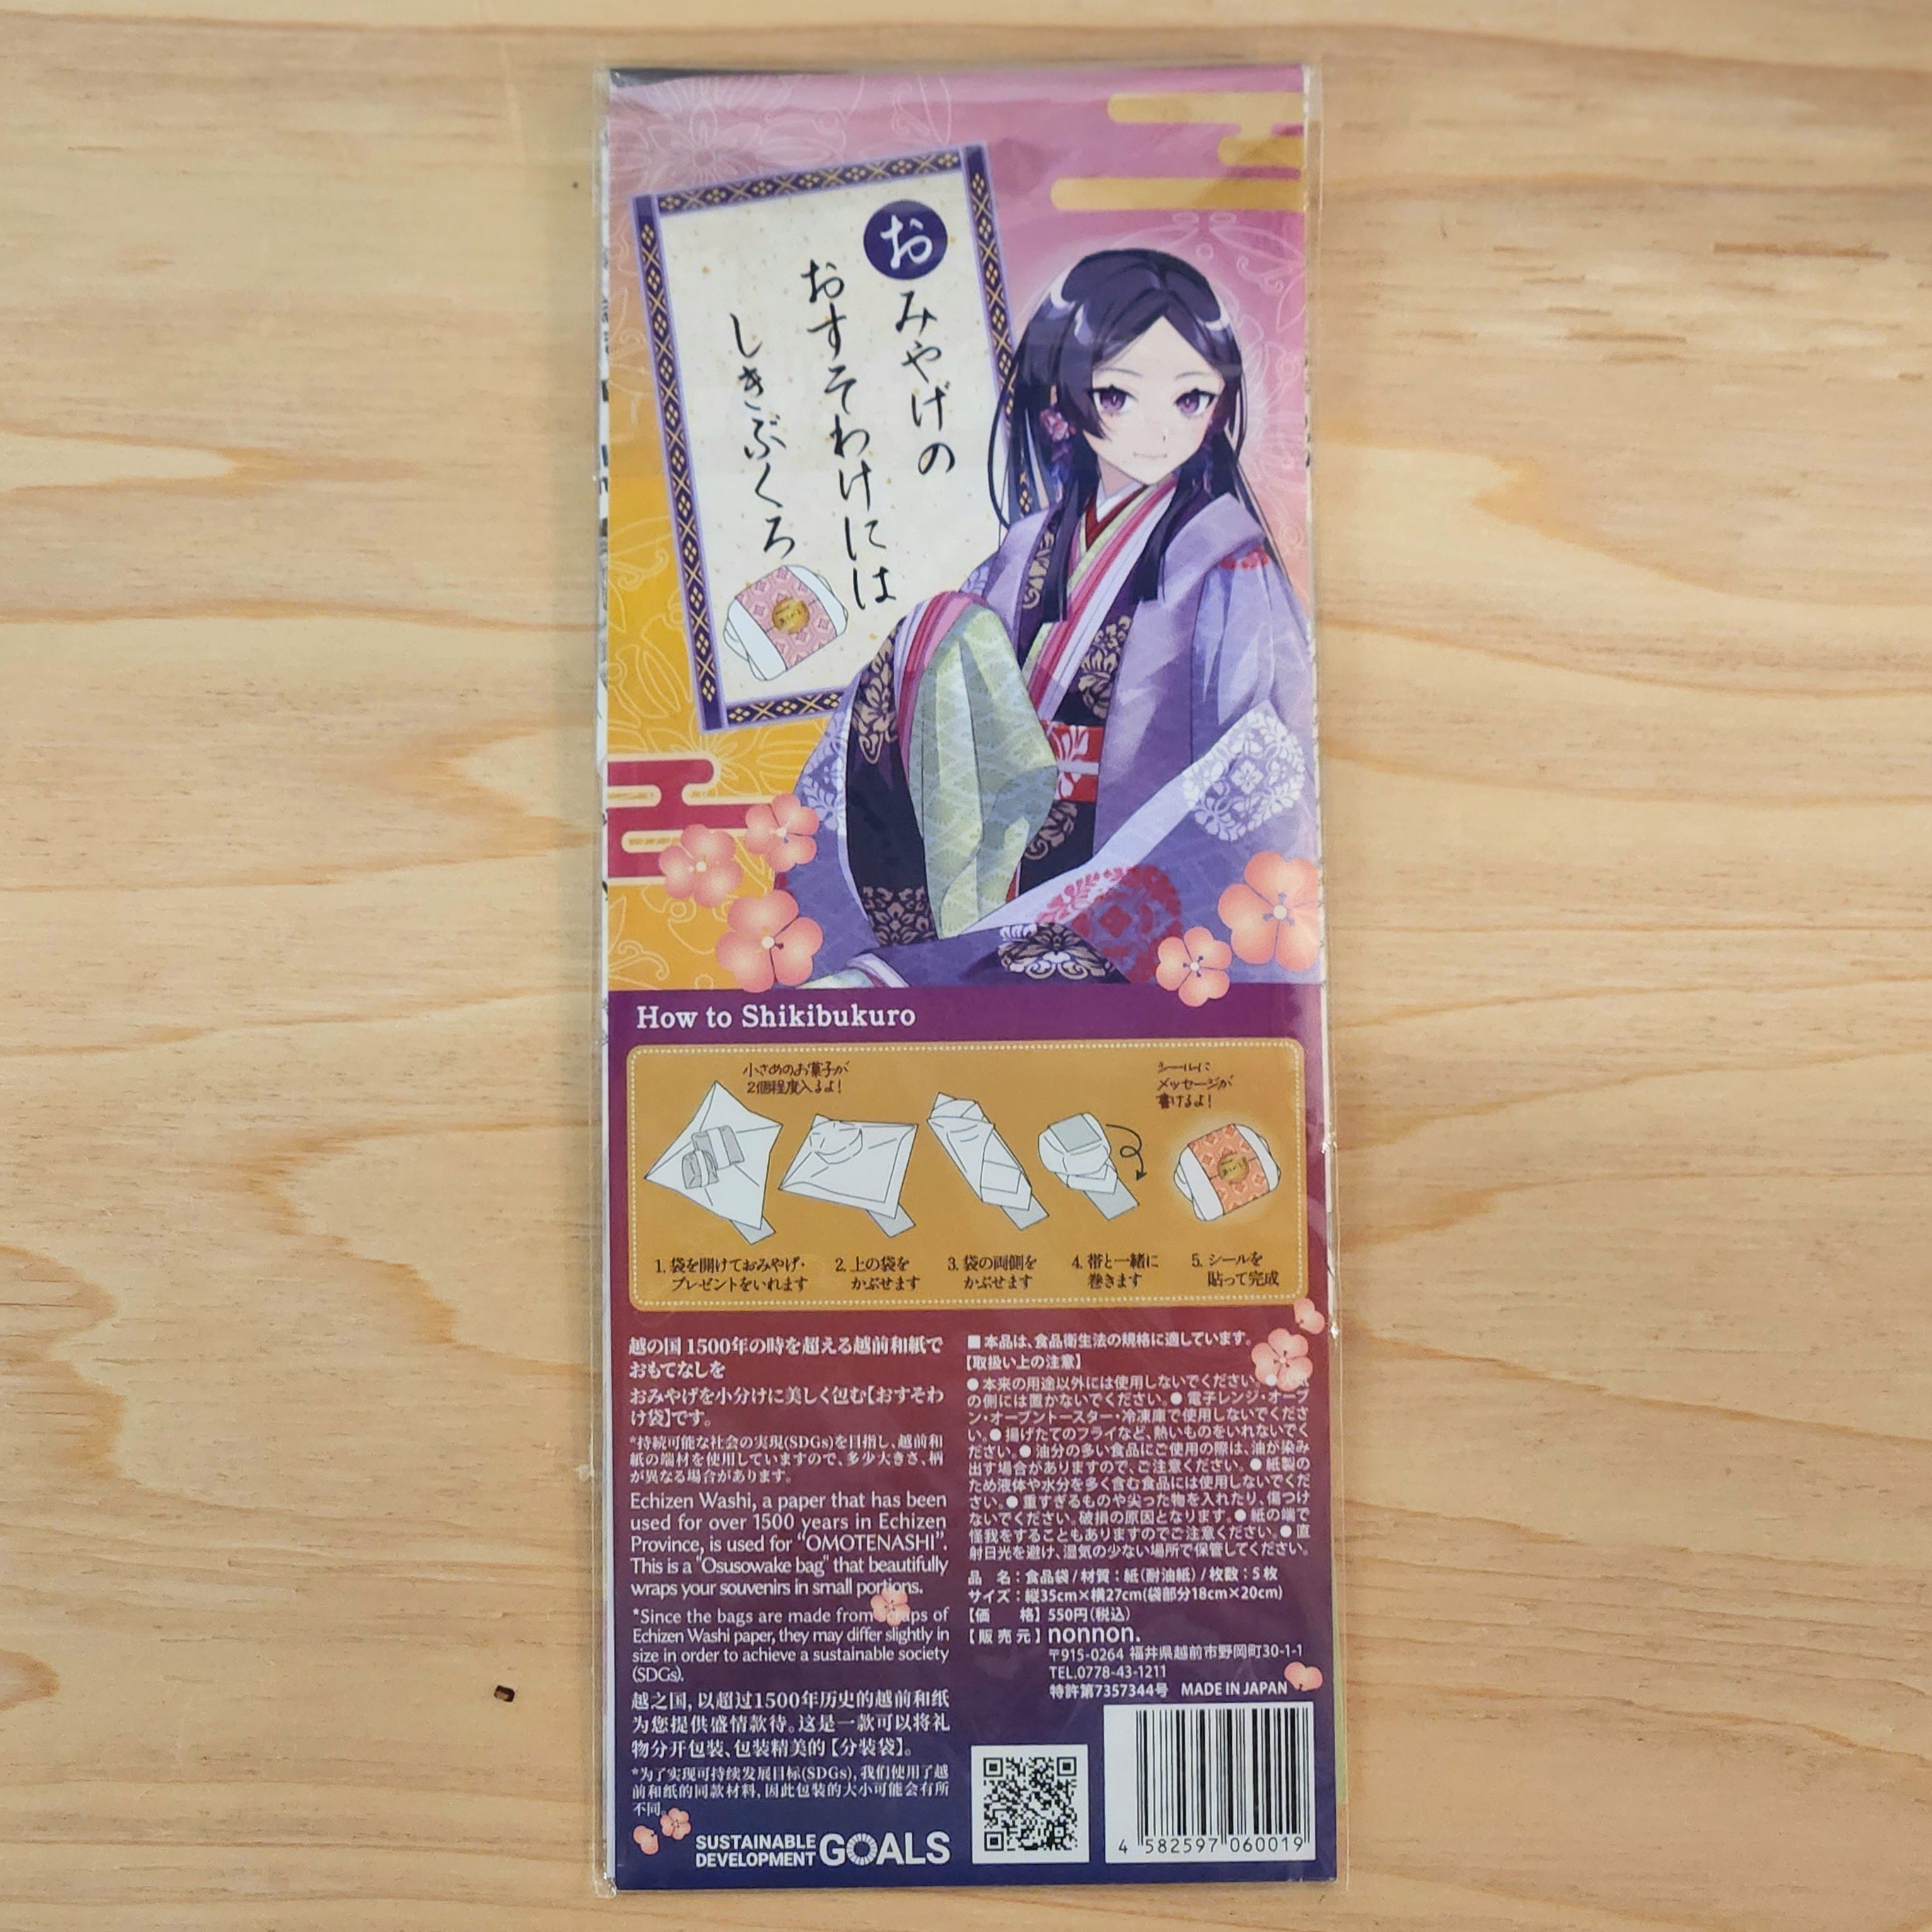 おみやげの
おすそわけには
しきぶくろ
How to Shikibukuro
小さめのお菓子が
2個程度入るよ!
シールに
メッセージが
書けるよ!
1. 袋を開けておみやげ・
プレゼントをいれます
2. 上の袋を
かぶせます
3. 袋の両側を
かぶせます
4. 帯と一緒に
巻きます
5. シールを
貼って完成
越の国 1500年の時を超える越前和紙で
おもてなしを
おみやげを小分けに美しく包む【おすそわ
け袋】です。
*持続可能な社会の実現(SDGs)を目指し、越前和
紙の端材を使用していますので、多少大きさ、柄
が異なる場合があります。
Echizen Washi, a paper that has been
used for over 1500 years in Echizen
Province, is used for “OMOTENASHI”.
This is a "Osusowake bag" that beautifully
wraps your souvenirs in small portions.
*Since the bags are made from scraps of
Echizen Washi paper, they may differ slightly in
size in order to achieve a sustainable society
(SDGs).
越之国, 以超过1500年历史的越前和纸
为您提供盛情款待。这是一款可以将礼
物分开包装、包装精美的【分装袋】。
*为了实现可持续发展目标(SDGs), 我们使用了越
前和纸的同款材料, 因此包装的大小可能会有所
不同。
SUSTAINABLE
DEVELOPMENT GOALS
■本品は、食品衛生法の規格に適しています。
【取扱い上の注意】
●本来の用途以外には使用しないでください
の側には置かないでください。●電子レンジ・オーブ
ン・オーブントースター・冷凍庫で使用しないでくださ
い。●揚げたてのフライなど、熱いものをいれないでく
ださい。●油分の多い食品にご使用の際は、油が染み
出す場合がありますので、ご注意ください。●紙製の
ため液体や水分を多く含む食品には使用しないでくだ
さい。●重すぎるものや尖った物を入れたり、傷つけ
ないでください。破損の原因となります。●紙の端で
怪我をすることもありますのでご注意ください。●直
射日光を避け、湿気の少ない場所で保管してください。
品 名:食品袋/材質:紙(耐油紙)/枚数:5枚
サイズ:縦35cm×横27cm(袋部分18cm×20cm)
【価 格】550円(税込)
【販売元】nonnon.
〒915-0264 福井県越前市野岡町30-1-1
TEL.0778-43-1211
特許第7357344号 MADE IN JAPAN
4 582597 060019